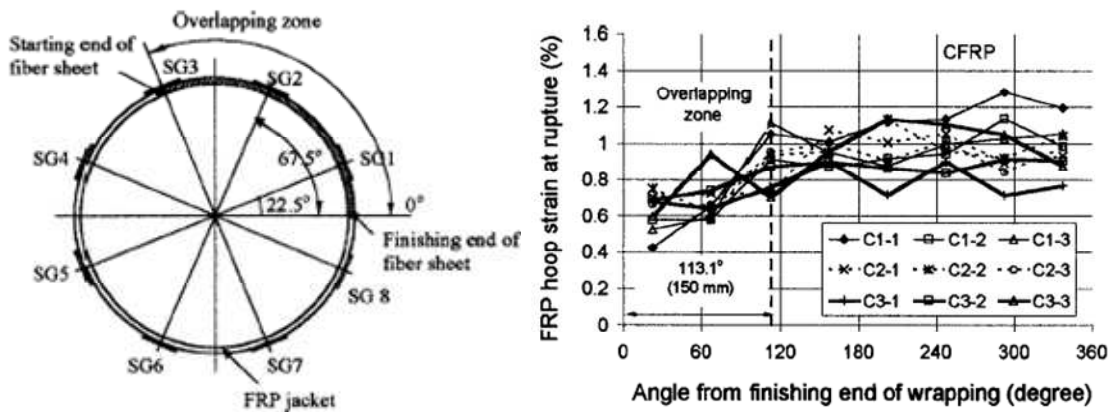 Overlapping zone
Starting end of
fiber sheet
SG3
SG2
SG4
67.5°
SG1
22.5°
0°
Finishing end of
fiber sheet
SG5
SG 8
SG6
SG7
FRP jacket
FRP hoop strain at rupture (%)
1.6
1.4
1.2
1.0
0.8
0.6
0.4
0.2
0
CFRP
Overlapping
zone
113.1°
(150 mm)
C1-1
C1-2
C1-3
C2-1
C2-2
C2-3
C3-1
C3-2
C3-3
0
60
120
180
240
300
360
Angle from finishing end of wrapping (degree)